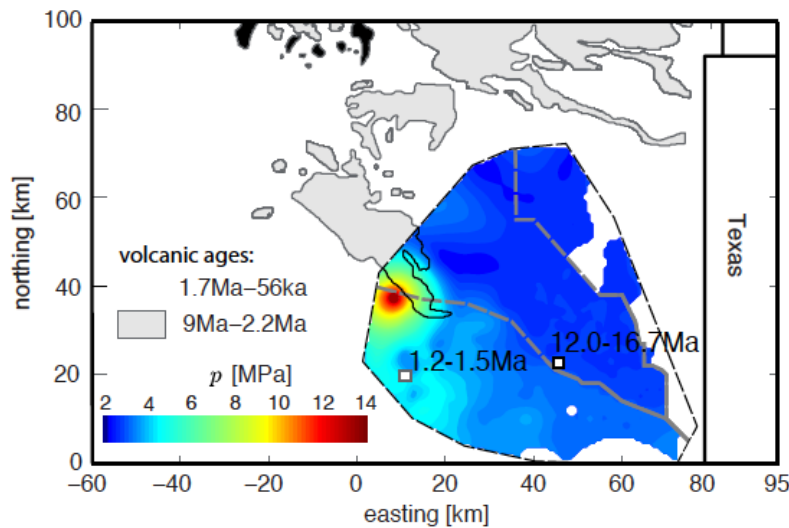 100
80
60
40
20
0
northing [km]
volcanic ages:
1.7Ma–56ka
9Ma–2.2Ma
p [MPa]
2 4 6 8 10 12 14
1.2-1.5Ma
12.0-16.7Ma
Texas
−60 −40 −20 0 20 40 60 80 95
easting [km]